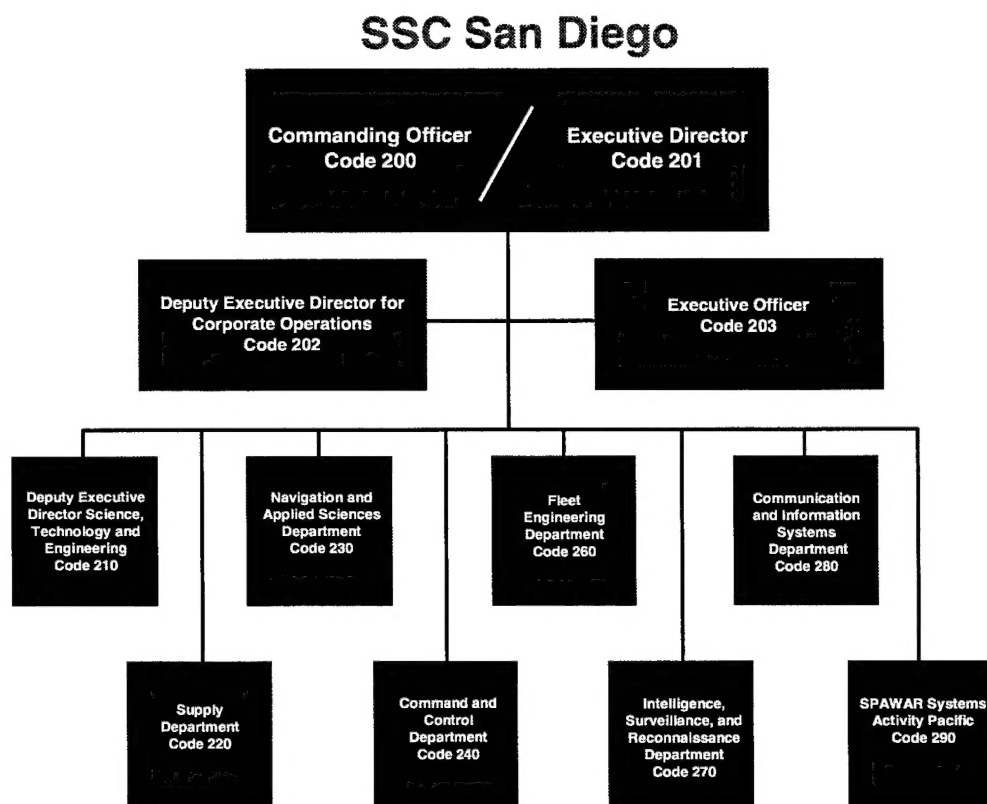 SSC San Diego
Commanding Officer
Code 200
Executive Director
Code 201
Deputy Executive Director for
Corporate Operations
Code 202
Executive Officer
Code 203
Deputy Executive
Director Science,
Technology and
Engineering
Code 210
Navigation and
Applied Sciences
Department
Code 230
Fleet
Engineering
Department
Code 260
Communication
and Information
Systems
Department
Code 280
Supply
Department
Code 220
Command and
Control
Department
Code 240
Intelligence,
Surveillance, and
Reconnaissance
Department
Code 270
SPAWAR Systems
Activity Pacific
Code 290